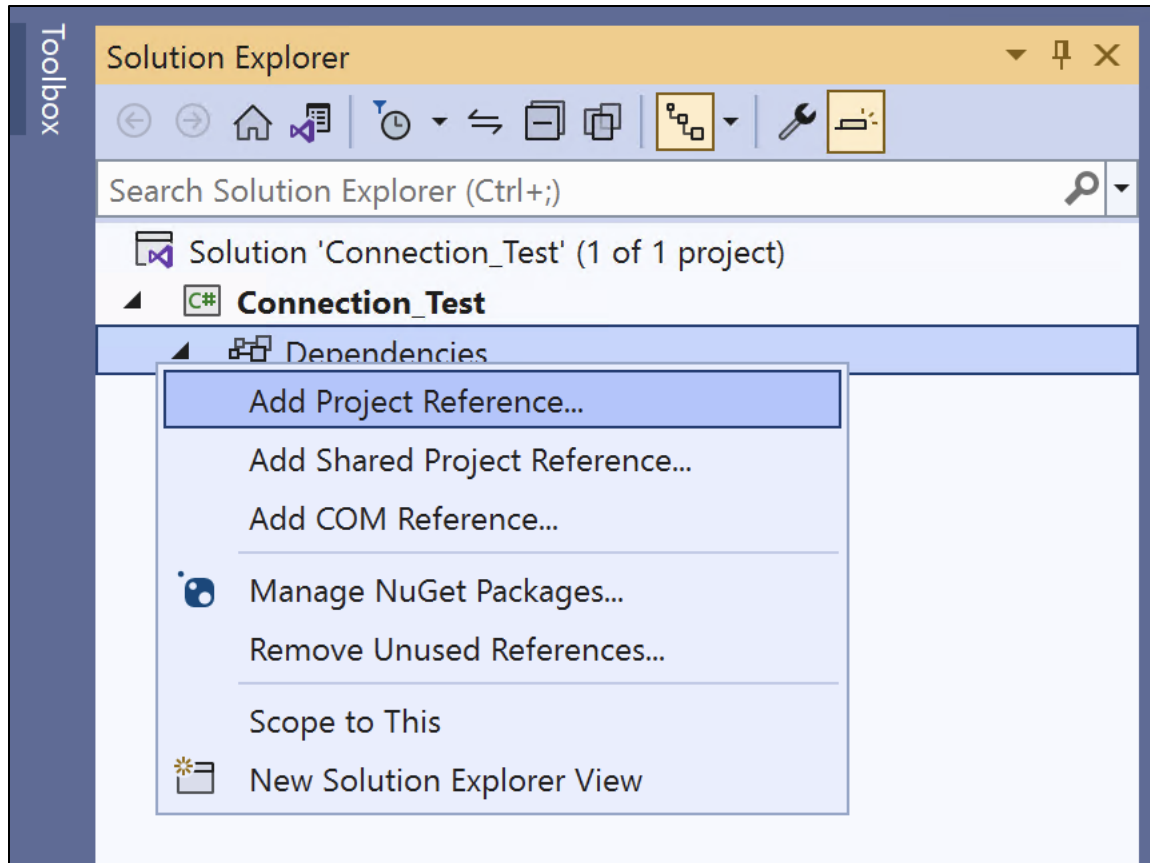 Toolbox
Solution Explorer
Search Solution Explorer (Ctrl+;)
Solution 'Connection_Test' (1 of 1 project)
C# Connection_Test
Dependencies
Add Project Reference...
Add Shared Project Reference...
Add COM Reference...
Manage NuGet Packages...
Remove Unused References...
Scope to This
New Solution Explorer View